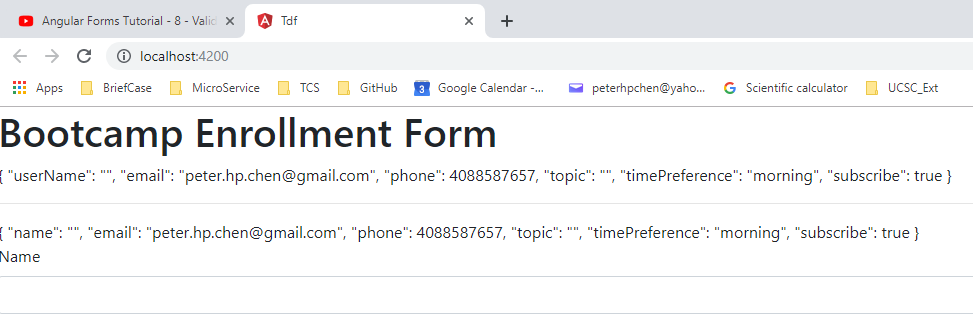 Angular Forms Tutorial - 8 - Valid
Tdf
localhost:4200
Apps BriefCase MicroService TCS GitHub 3 Google Calendar -... peterhpchen@yaho... G Scientific calculator UCSC_Ext
Bootcamp Enrollment Form
{ "userName": "", "email": "peter.hp.chen@gmail.com", "phone": 4088587657, "topic": "", "timePreference": "morning", "subscribe": true }
{ "name": "", "email": "peter.hp.chen@gmail.com", "phone": 4088587657, "topic": "", "timePreference": "morning", "subscribe": true }
Name